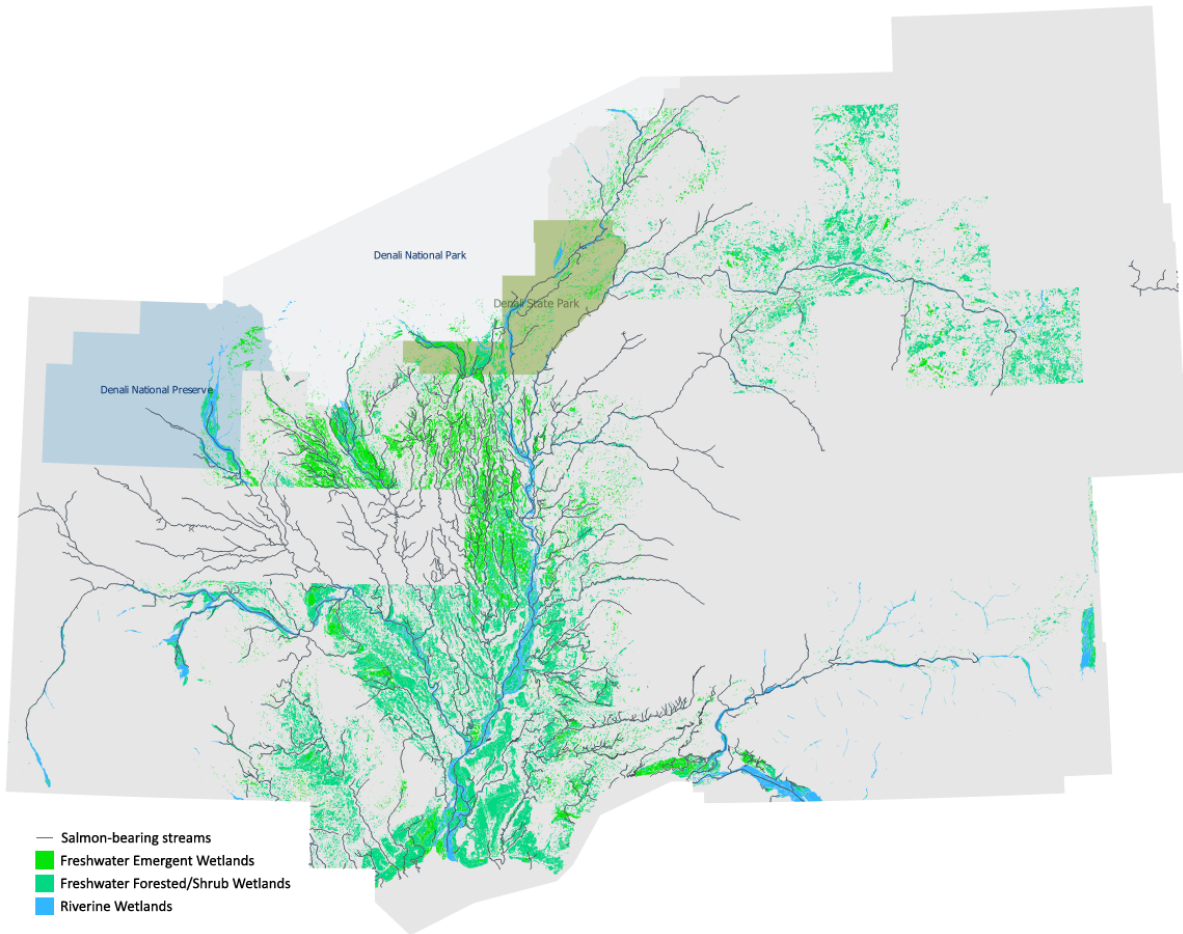 Denali National Park
Denali State Park
Denali National Preserve
Salmon-bearing streams
Freshwater Emergent Wetlands
Freshwater Forested/Shrub Wetlands
Riverine Wetlands